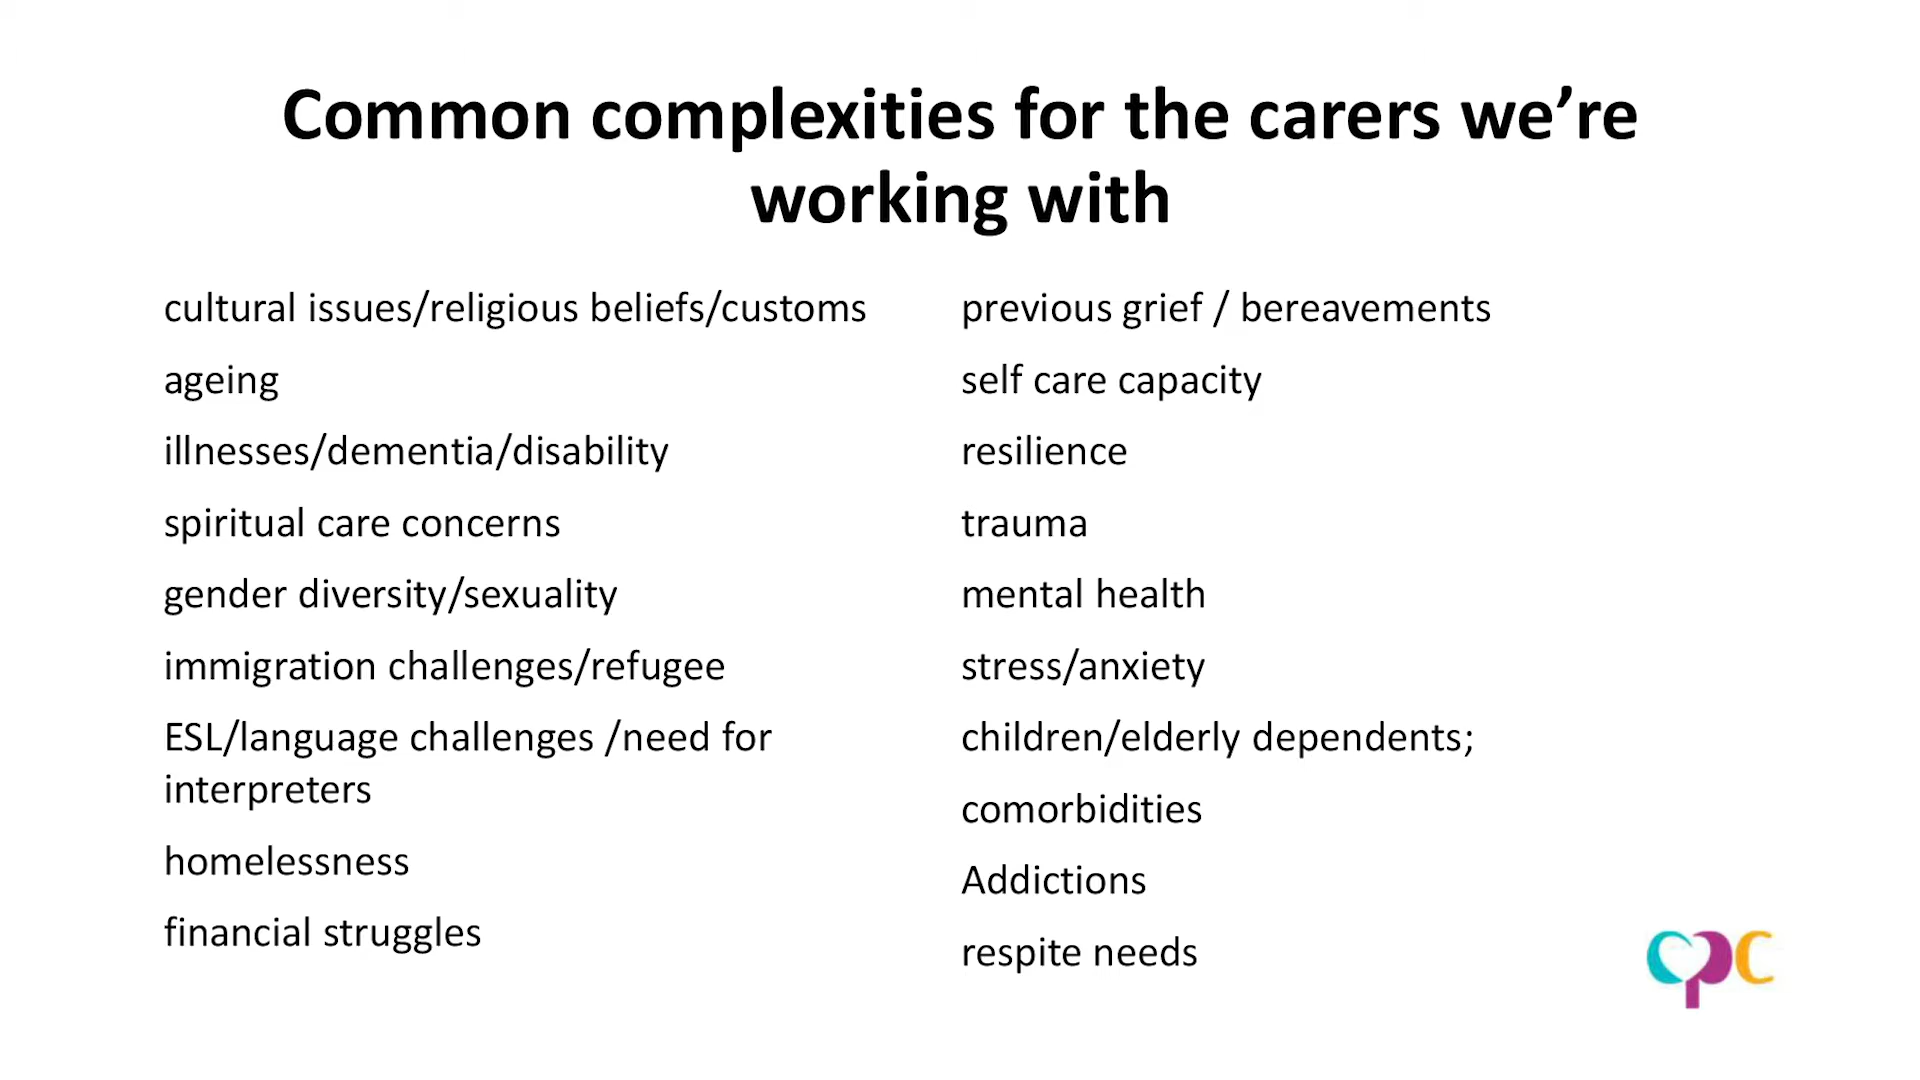 Common complexities for the carers we’re
working with
cultural issues/religious beliefs/customs
ageing
illnesses/dementia/disability
spiritual care concerns
gender diversity/sexuality
immigration challenges/refugee
ESL/language challenges /need for
interpreters
homelessness
financial struggles
previous grief / bereavements
self care capacity
resilience
trauma
mental health
stress/anxiety
children/elderly dependents;
comorbidities
Addictions
respite needs
CPC